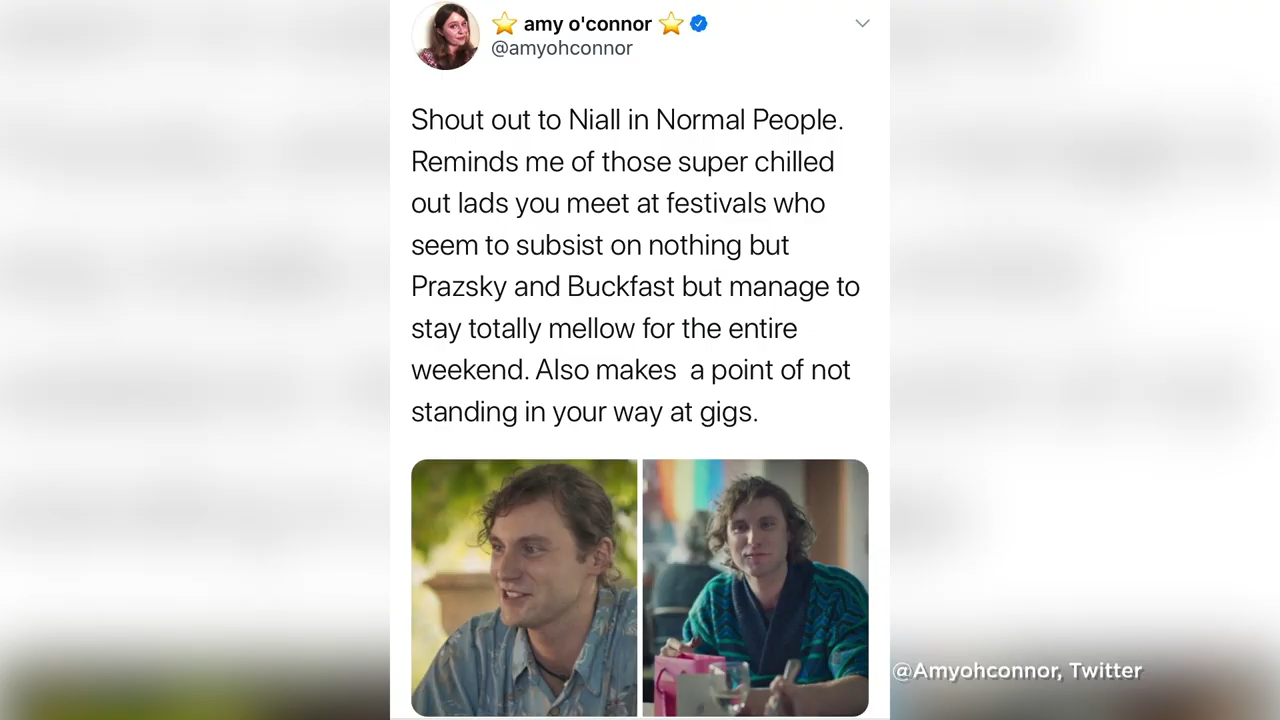 ⭐ amy o'connor ⭐
@amyohconnor
Shout out to Niall in Normal People.
Reminds me of those super chilled
out lads you meet at festivals who
seem to subsist on nothing but
Prazsky and Buckfast but manage to
stay totally mellow for the entire
weekend. Also makes  a point of not
standing in your way at gigs.
@Amyohconnor, Twitter